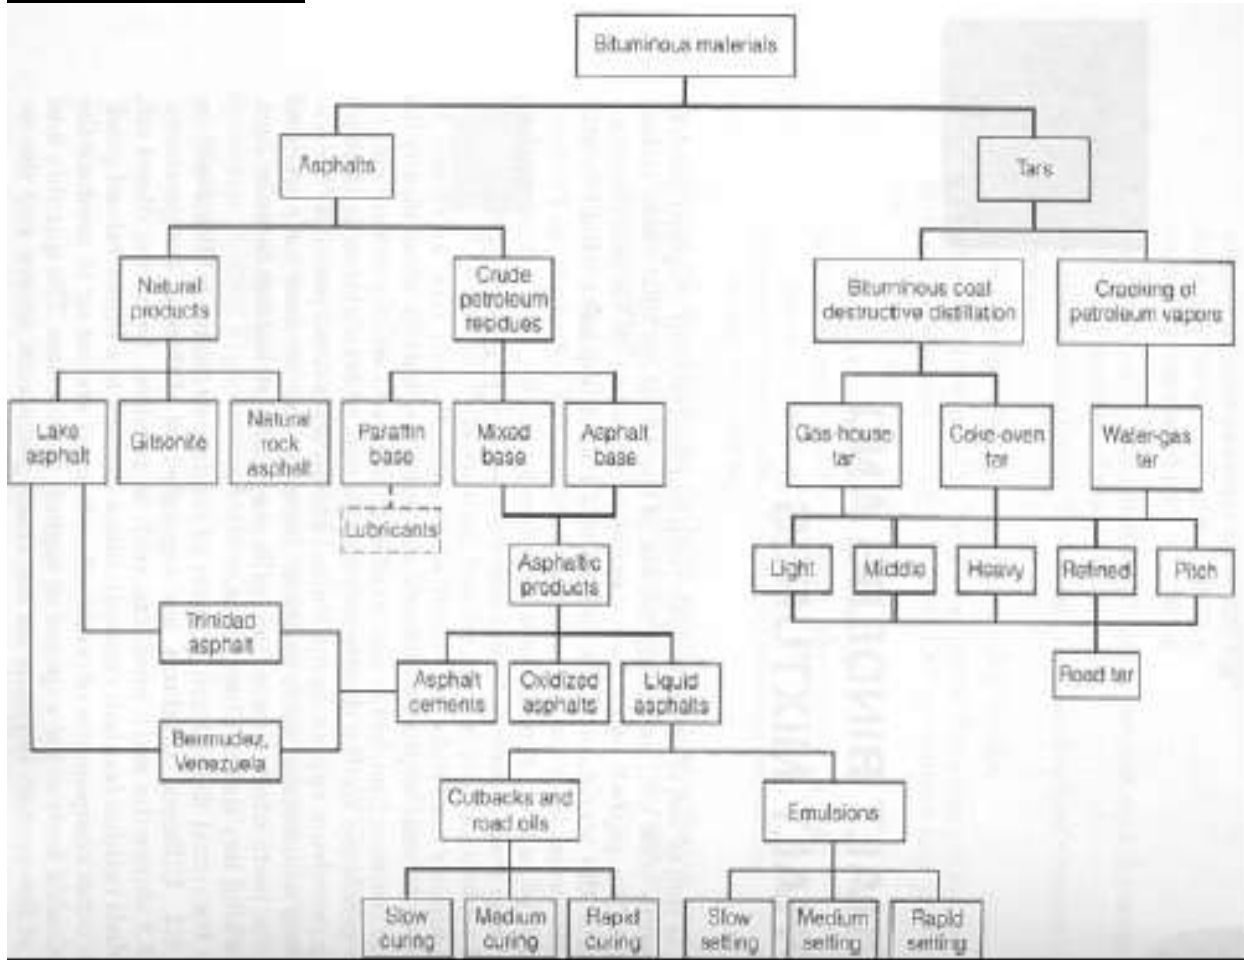 Bituminous materials
Asphalts
Tars
Natural
products
Crude
petroleum
residues
Bituminous coal
destructive distillation
Cracking of
petroleum vapors
Lake
asphalt
Gilsonite
Natural
rock
asphalt
Paraffin
base
Mixed
base
Asphalt
base
Gas-house
tar
Coke-oven
tar
Water-gas
tar
Lubricants
Asphaltic
products
Light
Middle
Heavy
Refined
Pitch
Trinidad
asphalt
Asphalt
cements
Oxidized
asphalts
Liquid
asphalts
Road tar
Bermudez,
Venezuela
Cutbacks and
road oils
Emulsions
Slow
curing
Medium
curing
Rapid
curing
Slow
setting
Medium
setting
Rapid
setting